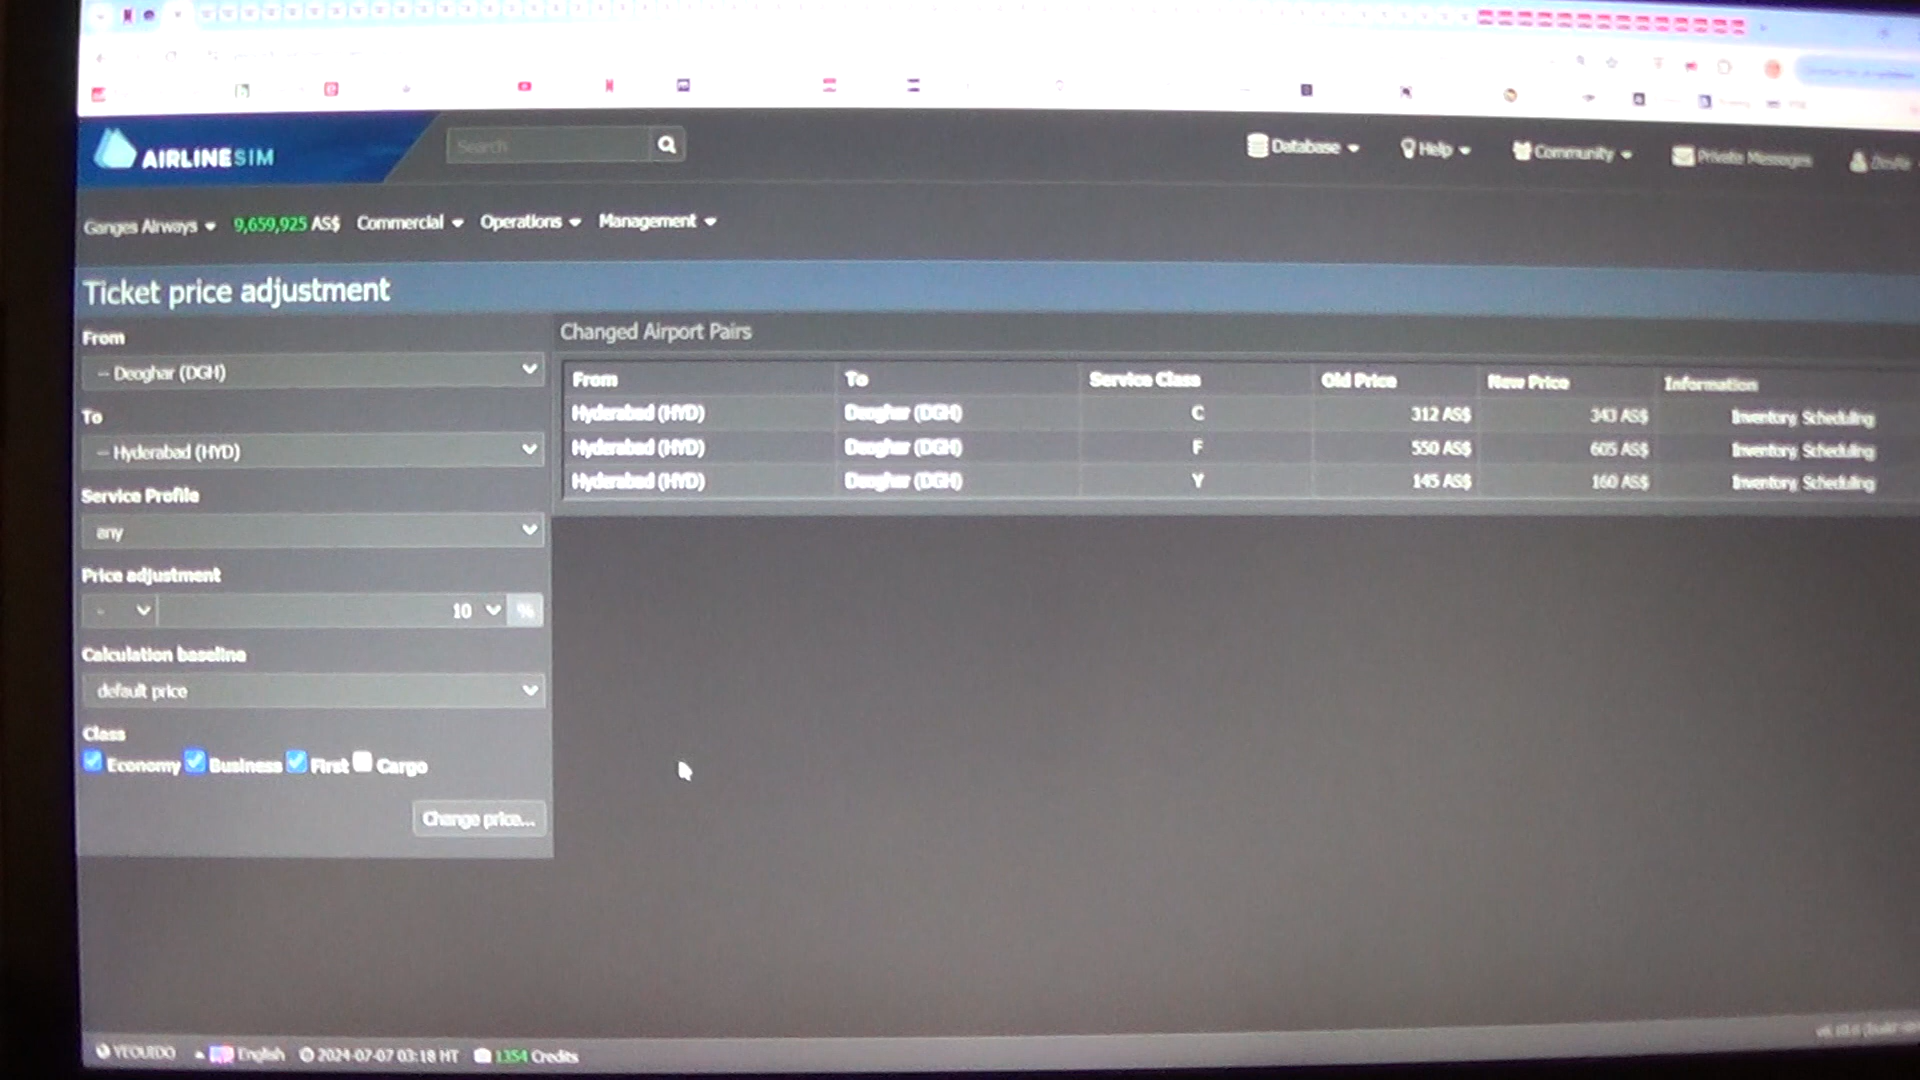 AIRLINESIM
Search
Database
Help
Community
Private Messages
Ganges Airways
9,659,925 AS$
Commercial
Operations
Management
Ticket price adjustment
From
-- Deoghar (DGH)
To
-- Hyderabad (HYD)
Service Profile
any
Price adjustment
- 10 %
Calculation baseline
default price
Class
Economy Business First Cargo
Change price...
Changed Airport Pairs
From To Service Class Old Price New Price Information
Hyderabad (HYD) Deoghar (DGH) C 312 AS$ 343 AS$ Inventory, Scheduling
Hyderabad (HYD) Deoghar (DGH) F 550 AS$ 605 AS$ Inventory, Scheduling
Hyderabad (HYD) Deoghar (DGH) Y 145 AS$ 160 AS$ Inventory, Scheduling
YEOUIDO
English
2024-07-07 03:18 HT
1354 Credits